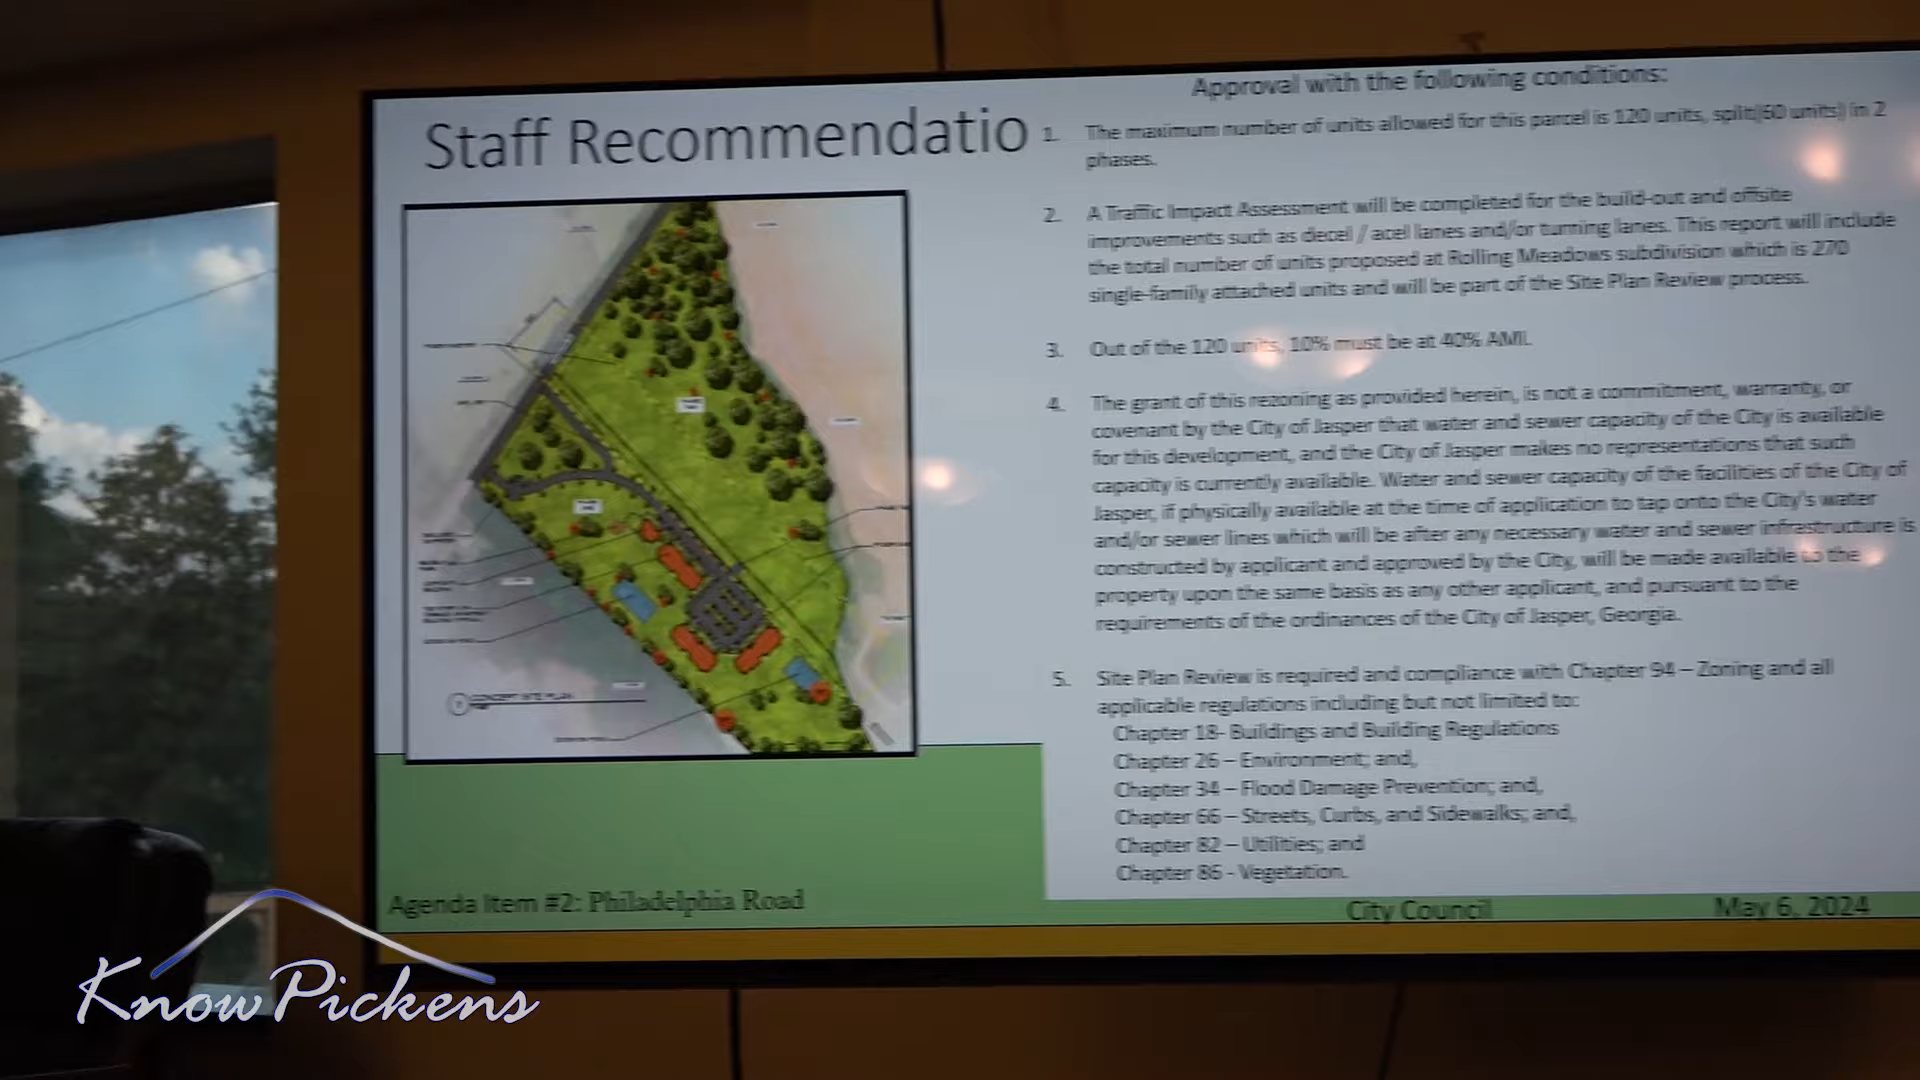 Approval with the following conditions:
Staff Recommendatio
1. The maximum number of units allowed for this parcel is 120 units, split(60 units) in 2
phases.
2. A Traffic Impact Assessment will be completed for the build-out and offsite
improvements such as decel / acel lanes and/or turning lanes. This report will include
the total number of units proposed at Rolling Meadows subdivision which is 270
single-family attached units and will be part of the Site Plan Review process.
3. Out of the 120 units, 10% must be at 40% AMI.
4. The grant of this rezoning as provided herein, is not a commitment, warranty, or
covenant by the City of Jasper that water and sewer capacity of the City is available
for this development, and the City of Jasper makes no representations that such
capacity is currently available. Water and sewer capacity of the facilities of the City of
Jasper, if physically available at the time of application to tap onto the City's water
and/or sewer lines which will be after any necessary water and sewer infrastructure is
constructed by applicant and approved by the City, will be made available to the
property upon the same basis as any other applicant, and pursuant to the
requirements of the ordinances of the City of Jasper, Georgia.
5. Site Plan Review is required and compliance with Chapter 94 – Zoning and all
applicable regulations including but not limited to:
Chapter 18- Buildings and Building Regulations
Chapter 26 – Environment; and,
Chapter 34 – Flood Damage Prevention; and,
Chapter 66 – Streets, Curbs, and Sidewalks; and,
Chapter 82 – Utilities; and
Chapter 86 - Vegetation.
CONCEPT SITE PLAN
Agenda Item #2: Philadelphia Road
City Council
May 6, 2024
KnowPickens